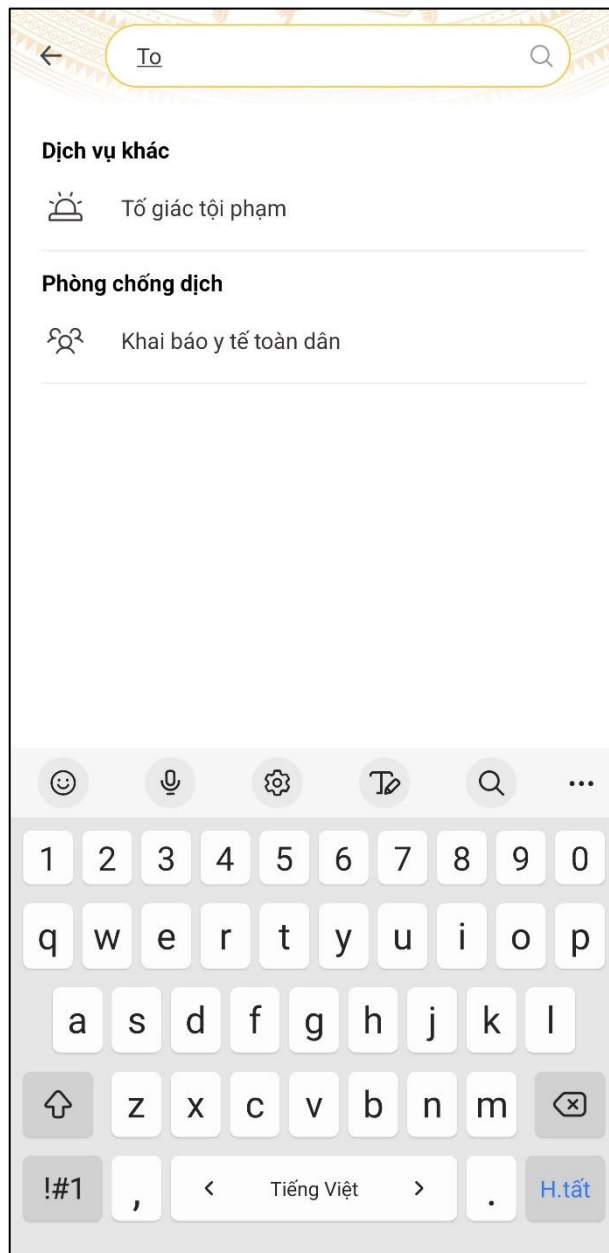 To
Dịch vụ khác
Tố giác tội phạm
Phòng chống dịch
Khai báo y tế toàn dân
1 2 3 4 5 6 7 8 9 0
q w e r t y u i o p
a s d f g h j k l
z x c v b n m
!#1 , < Tiếng Việt > . H.tất